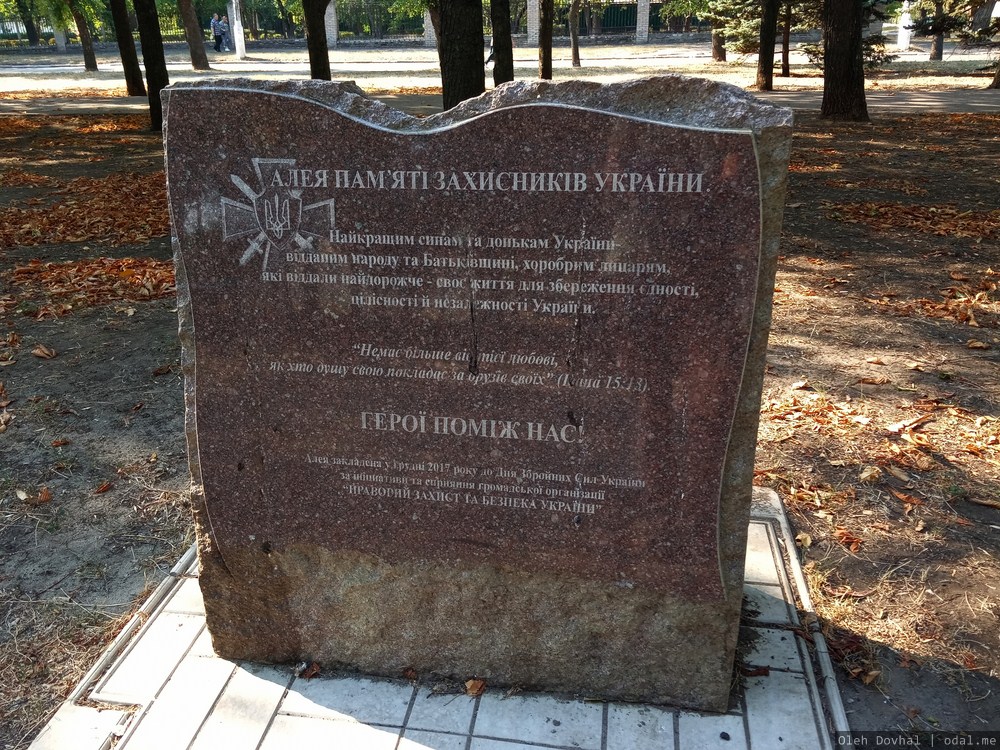 АЛЕЯ ПАМ'ЯТІ ЗАХИСНИКІВ УКРАЇНИ
Найкращим синам та донькам України-
відданим народу та Батьківщині, хоробрим лицарям,
які віддали найдорожче - своє життя для збереження єдності,
цілісності й незалежності України.
"Немає більше від тієї любові,
як хто душу свою покладає за друзів своїх" (Івана 15:13).
ГЕРОЇ ПОМІЖ НАС!
Алея закладена у грудні 2017 року до Дня Збройних Сил України
за ініціативи та сприяння громадської організації
"ПРАВОВИЙ ЗАХИСТ ТА БЕЗПЕКА УКРАЇНИ"
Oleh Dovhal | odal.me